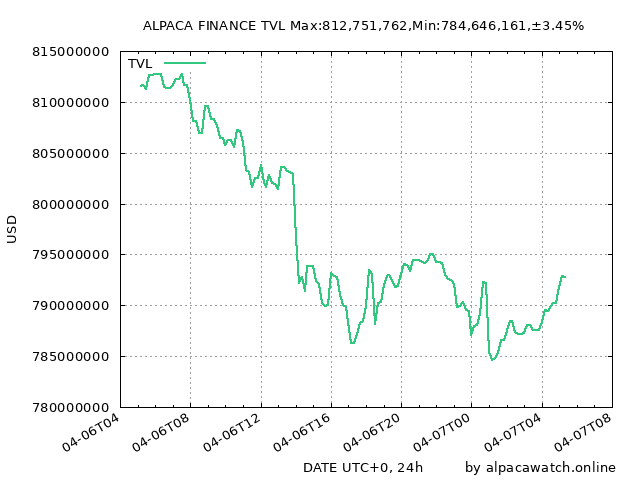 ALPACA FINANCE TVL Max:812,751,762,Min:784,646,161,±3.45%
TVL
815000000
810000000
805000000
800000000
795000000
790000000
785000000
780000000
USD
04-06T04
04-06T08
04-06T12
04-06T16
04-06T20
04-07T00
04-07T04
04-07T08
DATE UTC+0, 24h
by alpacawatch.online